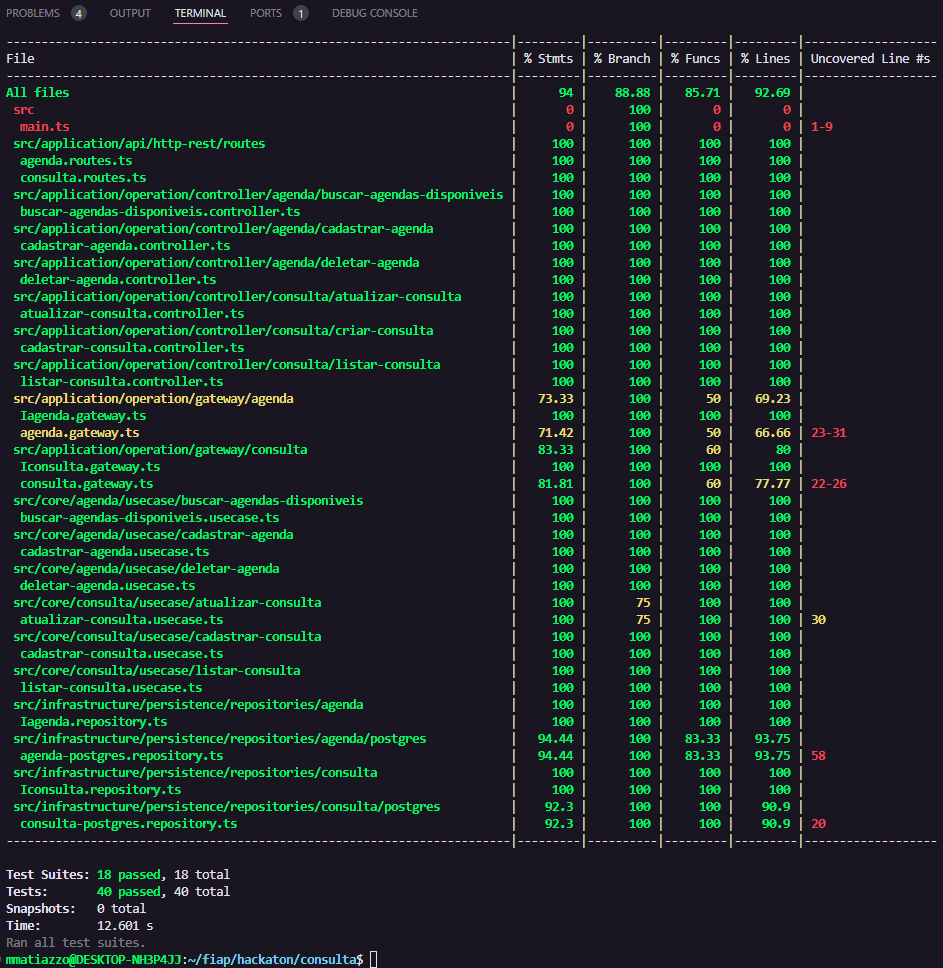 PROBLEMS 4 OUTPUT TERMINAL PORTS 1 DEBUG CONSOLE
File | % Stmts | % Branch | % Funcs | % Lines | Uncovered Line #s
All files | 94 | 88.88 | 85.71 | 92.69 |
src | 0 | 100 | 0 | 0 |
main.ts | 0 | 100 | 0 | 0 | 1-9
src/application/api/http-rest/routes | 100 | 100 | 100 | 100 |
agenda.routes.ts | 100 | 100 | 100 | 100 |
consulta.routes.ts | 100 | 100 | 100 | 100 |
src/application/operation/controller/agenda/buscar-agendas-disponiveis | 100 | 100 | 100 | 100 |
buscar-agendas-disponiveis.controller.ts | 100 | 100 | 100 | 100 |
src/application/operation/controller/agenda/cadastrar-agenda | 100 | 100 | 100 | 100 |
cadastrar-agenda.controller.ts | 100 | 100 | 100 | 100 |
src/application/operation/controller/agenda/deletar-agenda | 100 | 100 | 100 | 100 |
deletar-agenda.controller.ts | 100 | 100 | 100 | 100 |
src/application/operation/controller/consulta/atualizar-consulta | 100 | 100 | 100 | 100 |
atualizar-consulta.controller.ts | 100 | 100 | 100 | 100 |
src/application/operation/controller/consulta/criar-consulta | 100 | 100 | 100 | 100 |
cadastrar-consulta.controller.ts | 100 | 100 | 100 | 100 |
src/application/operation/controller/consulta/listar-consulta | 100 | 100 | 100 | 100 |
listar-consulta.controller.ts | 100 | 100 | 100 | 100 |
src/application/operation/gateway/agenda | 73.33 | 100 | 50 | 69.23 |
Iagenda.gateway.ts | 100 | 100 | 100 | 100 |
agenda.gateway.ts | 71.42 | 100 | 50 | 66.66 | 23-31
src/application/operation/gateway/consulta | 83.33 | 100 | 60 | 80 |
Iconsulta.gateway.ts | 100 | 100 | 100 | 100 |
consulta.gateway.ts | 81.81 | 100 | 60 | 77.77 | 22-26
src/core/agenda/usecase/buscar-agendas-disponiveis | 100 | 100 | 100 | 100 |
buscar-agendas-disponiveis.usecase.ts | 100 | 100 | 100 | 100 |
src/core/agenda/usecase/cadastrar-agenda | 100 | 100 | 100 | 100 |
cadastrar-agenda.usecase.ts | 100 | 100 | 100 | 100 |
src/core/agenda/usecase/deletar-agenda | 100 | 100 | 100 | 100 |
deletar-agenda.usecase.ts | 100 | 100 | 100 | 100 |
src/core/consulta/usecase/atualizar-consulta | 100 | 75 | 100 | 100 |
atualizar-consulta.usecase.ts | 100 | 75 | 100 | 100 | 30
src/core/consulta/usecase/cadastrar-consulta | 100 | 100 | 100 | 100 |
cadastrar-consulta.usecase.ts | 100 | 100 | 100 | 100 |
src/core/consulta/usecase/listar-consulta | 100 | 100 | 100 | 100 |
listar-consulta.usecase.ts | 100 | 100 | 100 | 100 |
src/infrastructure/persistence/repositories/agenda | 100 | 100 | 100 | 100 |
Iagenda.repository.ts | 100 | 100 | 100 | 100 |
src/infrastructure/persistence/repositories/agenda/postgres | 94.44 | 100 | 83.33 | 93.75 |
agenda-postgres.repository.ts | 94.44 | 100 | 83.33 | 93.75 | 58
src/infrastructure/persistence/repositories/consulta | 100 | 100 | 100 | 100 |
Iconsulta.repository.ts | 100 | 100 | 100 | 100 |
src/infrastructure/persistence/repositories/consulta/postgres | 92.3 | 100 | 100 | 90.9 |
consulta-postgres.repository.ts | 92.3 | 100 | 100 | 90.9 | 20
Test Suites: 18 passed, 18 total
Tests: 40 passed, 40 total
Snapshots: 0 total
Time: 12.601 s
Ran all test suites.
mmatiazzo@DESKTOP-NH3P4JJ:~/fiap/hackaton/consulta$